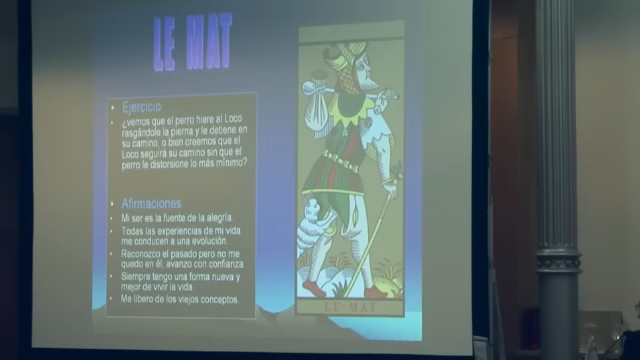 LE MAT
Ejercicio
¿vemos que el perro hiere al Loco
rasgándole la pierna y le detiene en
su camino, o bien creemos que el
Loco seguirá su camino sin que el
perro le distorsione lo más mínimo?
Afirmaciones
Mi ser es la fuente de la alegría.
Todas las experiencias de mi vida
me conducen a una evolución.
Reconozco el pasado pero no me
quedo en él, avanzo con confianza.
Siempre tengo una forma nueva y
mejor de vivir la vida
Me libero de los viejos conceptos.
LE·MAT